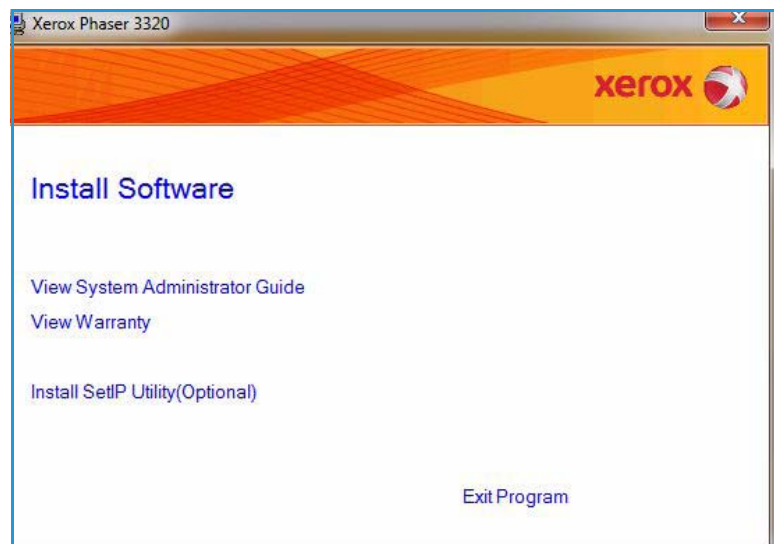 Xerox Phaser 3320
xerox
Install Software
View System Administrator Guide
View Warranty
Install SetIP Utility(Optional)
Exit Program